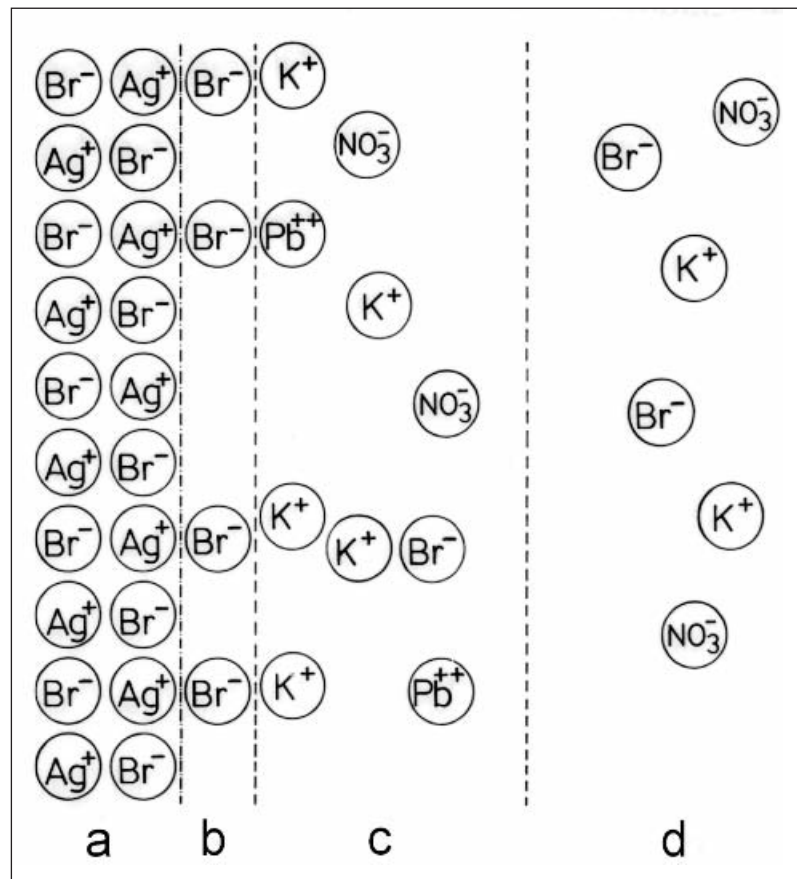 Br⁻ Ag⁺ Br⁻ K⁺ NO₃⁻
Ag⁺ Br⁻ NO₃⁻ Br⁻
Br⁻ Ag⁺ Br⁻ Pb⁺⁺ K⁺
Ag⁺ Br⁻ K⁺
Br⁻ Ag⁺ NO₃⁻ Br⁻
Ag⁺ Br⁻
Br⁻ Ag⁺ Br⁻ K⁺ K⁺ Br⁻ K⁺
Ag⁺ Br⁻ NO₃⁻
Br⁻ Ag⁺ Br⁻ K⁺ Pb⁺⁺
Ag⁺ Br⁻
a b c d